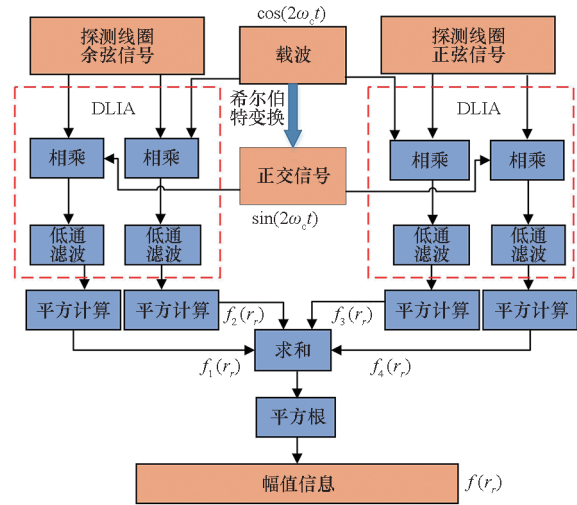 cos(2ω_c t)
探测线圈
余弦信号
载波
探测线圈
正弦信号
DLIA
希尔伯
特变换
DLIA
相乘
相乘
正交信号
相乘
相乘
sin(2ω_c t)
低通
滤波
低通
滤波
低通
滤波
低通
滤波
平方计算
平方计算
f_2(r_r)
f_3(r_r)
平方计算
平方计算
求和
f_1(r_r)
f_4(r_r)
平方根
幅值信息
f(r_r)